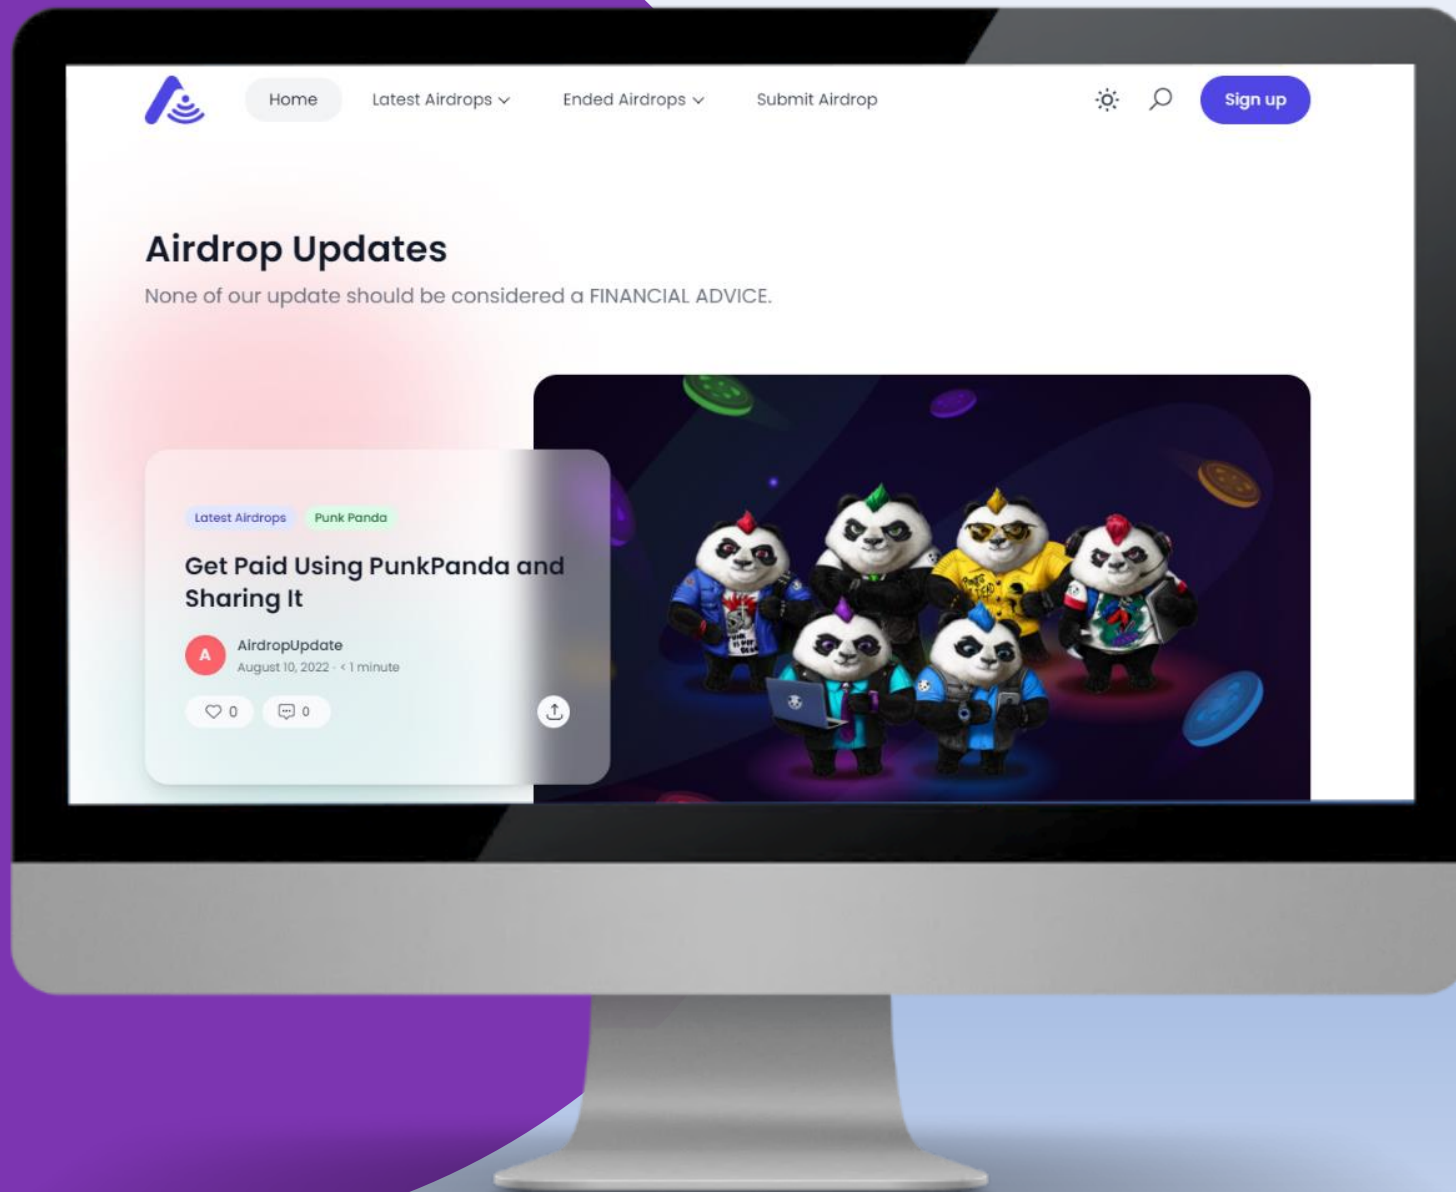 Home
Latest Airdrops
Ended Airdrops
Submit Airdrop
Sign up
Airdrop Updates
None of our update should be considered a FINANCIAL ADVICE.
Latest Airdrops
Punk Panda
Get Paid Using PunkPanda and
Sharing It
A
AirdropUpdate
August 10, 2022 · < 1 minute
0
0